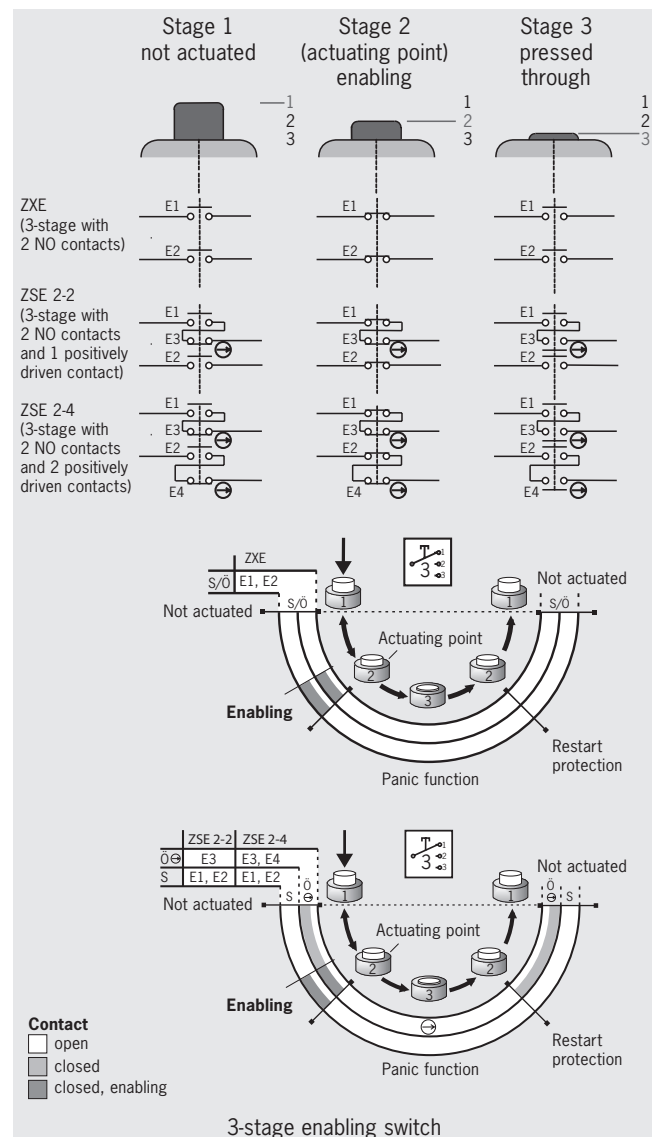 Stage 1
not actuated
Stage 2
(actuating point)
enabling
Stage 3
pressed
through
1
2
3
1
2
3
1
2
3
ZXE
(3-stage with
2 NO contacts)
E1
E2
E1
E2
E1
E2
ZSE 2-2
(3-stage with
2 NO contacts
and 1 positively
driven contact)
E1
E3
E2
E1
E3
E2
E1
E3
E2
ZSE 2-4
(3-stage with
2 NO contacts
and 2 positively
driven contacts)
E1
E3
E2
E4
E1
E3
E2
E4
E1
E3
E2
E4
ZXE
S/Ö E1, E2
Not actuated
S/Ö
1
3
1
2
3
1
Not actuated
S/Ö
Actuating point
2
3
2
Enabling
Panic function
Restart
protection
ZSE 2-2 ZSE 2-4
Ö E3 E3, E4
S E1, E2 E1, E2
Not actuated
S Ö
1
3
1
2
3
1
Not actuated
Ö S
Actuating point
2
3
2
Enabling
Panic function
Restart
protection
Contact
open
closed
closed, enabling
3-stage enabling switch